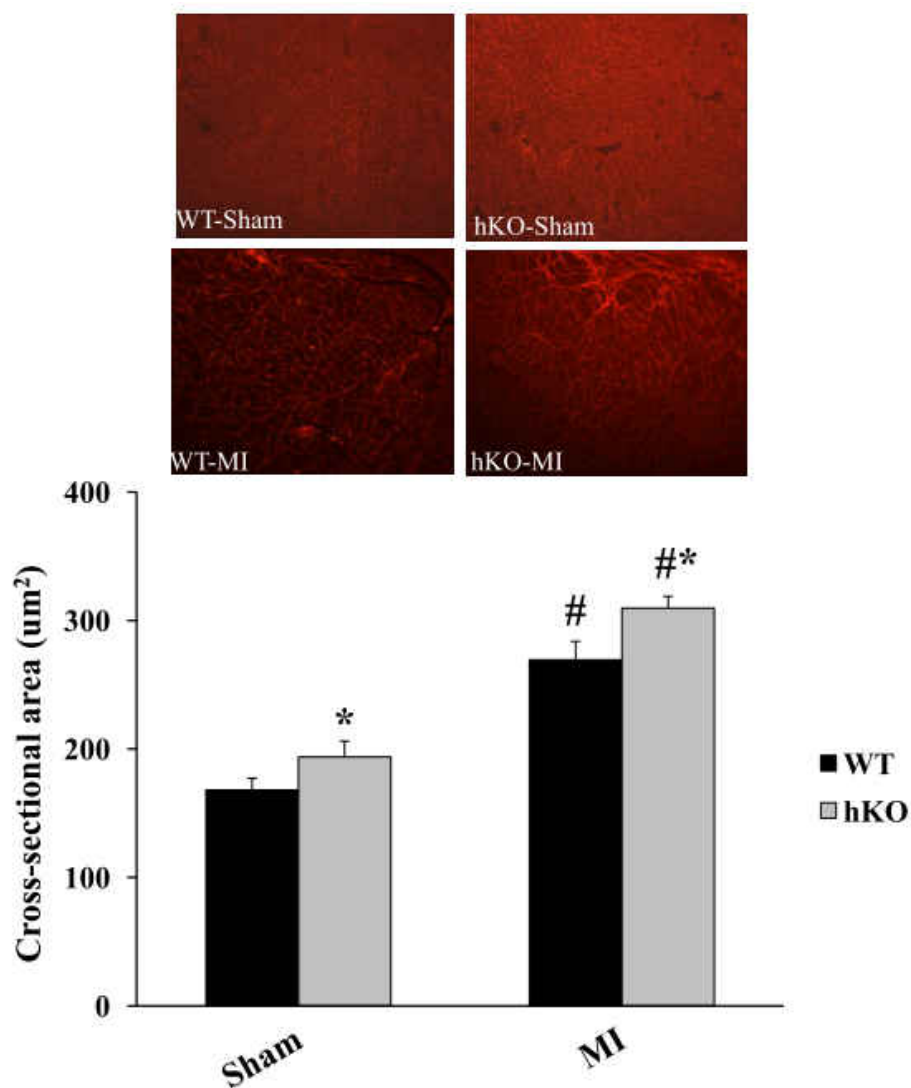 WT-Sham
hKO-Sham
WT-MI
hKO-MI
Cross-sectional area (um²)
400
300
200
100
0
*
#
#*
Sham
MI
WT
hKO